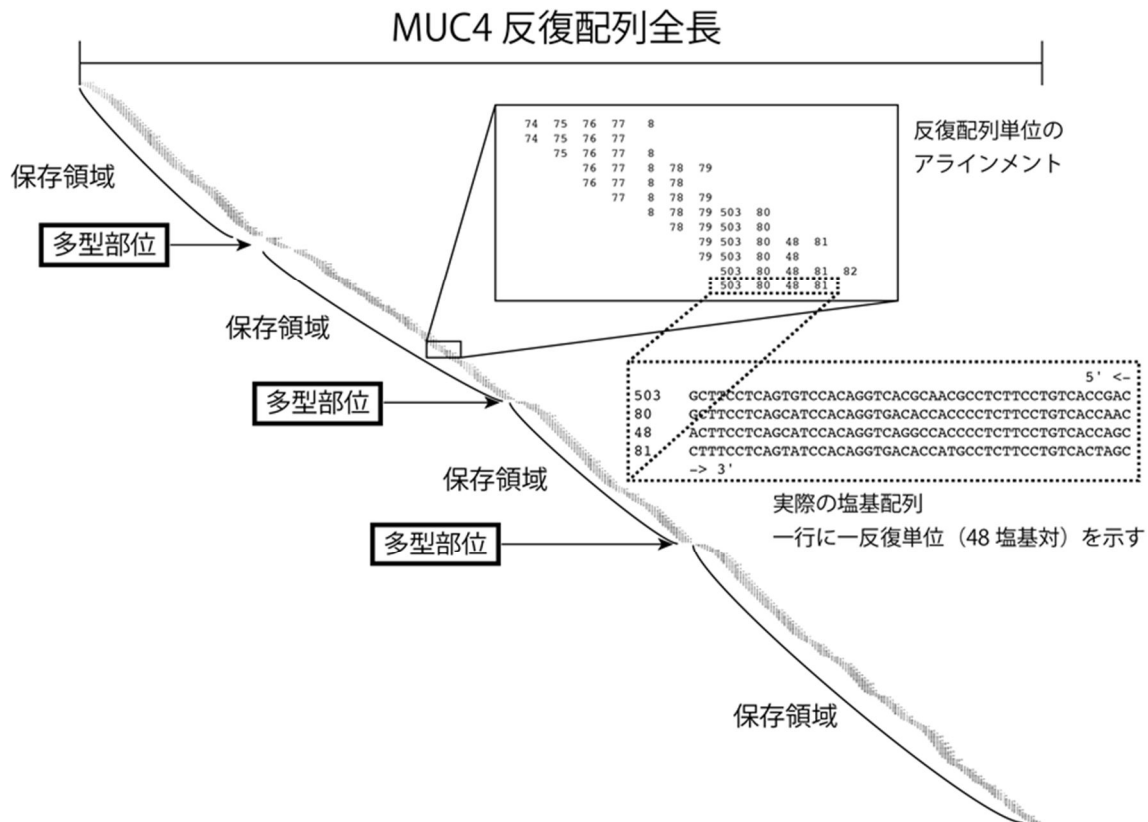 MUC4 反復配列全長
74 75 76 77 8
74 75 76 77
75 76 77 8
76 77 8 78 79
76 77 8 78
77 8 78 79
8 78 79 503 80
78 79 503 80
79 503 80 48 81
79 503 80 48
503 80 48 81 82
503 80 48 81
反復配列単位の
アラインメント
保存領域
多型部位
保存領域
多型部位
5' <-
503 GCTTCCTCAGTGTCCACAGGTCACGCAACGCCTCTTCCTGTCACCGAC
80 GCTTCCTCAGCATCCACAGGTGACACCACCCCTCTTCCTGTCACCAAC
48 ACTTCCTCAGCATCCACAGGTCAGGCCACCCCTCTTCCTGTCACCAGC
81 CTTTCCTCAGTATCCACAGGTGACACCATGCCTCTTCCTGTCACTAGC
-> 3'
保存領域
実際の塩基配列
一行に一反復単位（48 塩基対）を示す
多型部位
保存領域